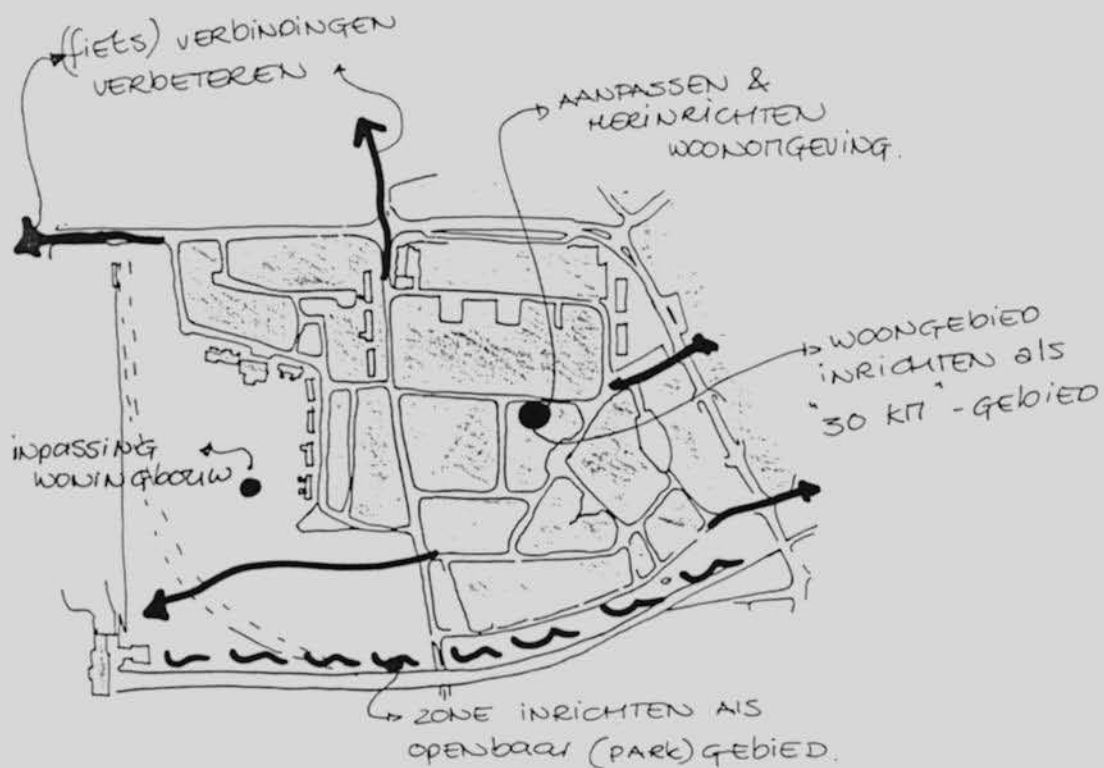 (fiets) VERBINDINGEN
VERBETEREN
AANPASSEN &
HERINRICHTEN
WOONOMGEVING.
WOONGEBIED
INRICHTEN als
"30 KM" - GEBIED
INPASSING
WONINGBOUW
ZONE INRICHTEN ALS
OPENBAAR (PARK) GEBIED.